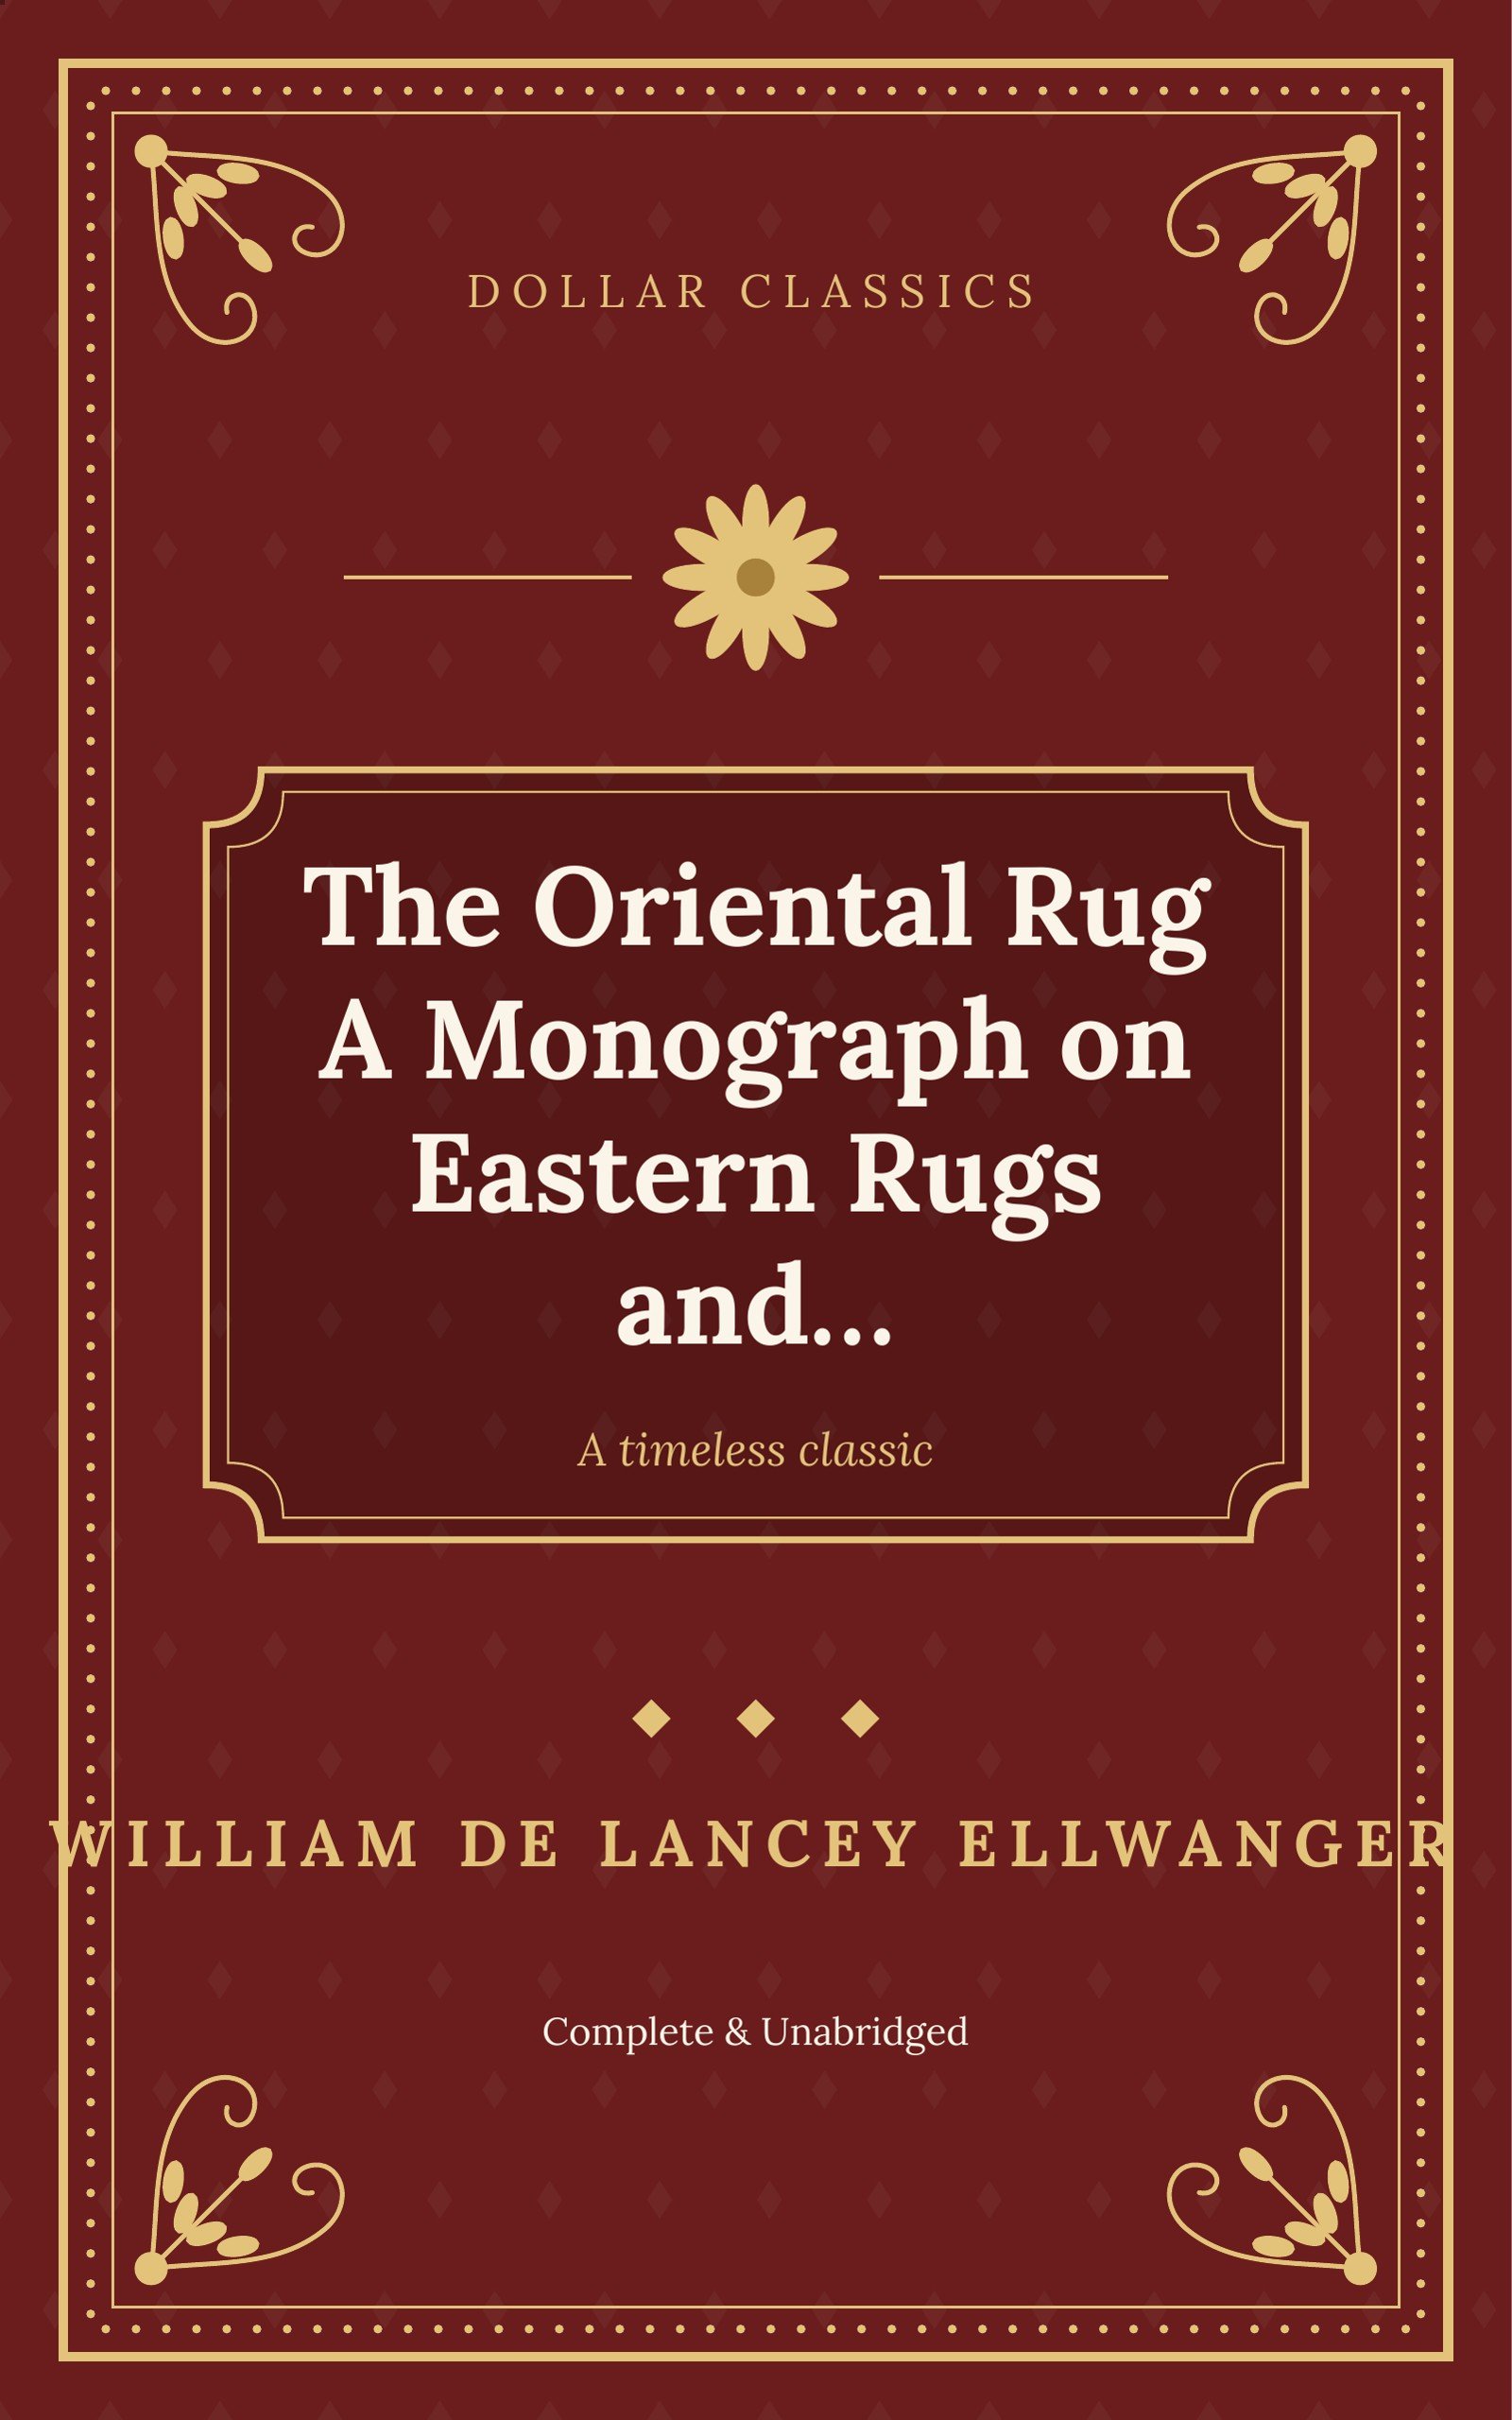 DOLLAR CLASSICS
The Oriental Rug
A Monograph on
Eastern Rugs
and...
A timeless classic
WILLIAM DE LANCEY ELLWANGER
Complete & Unabridged